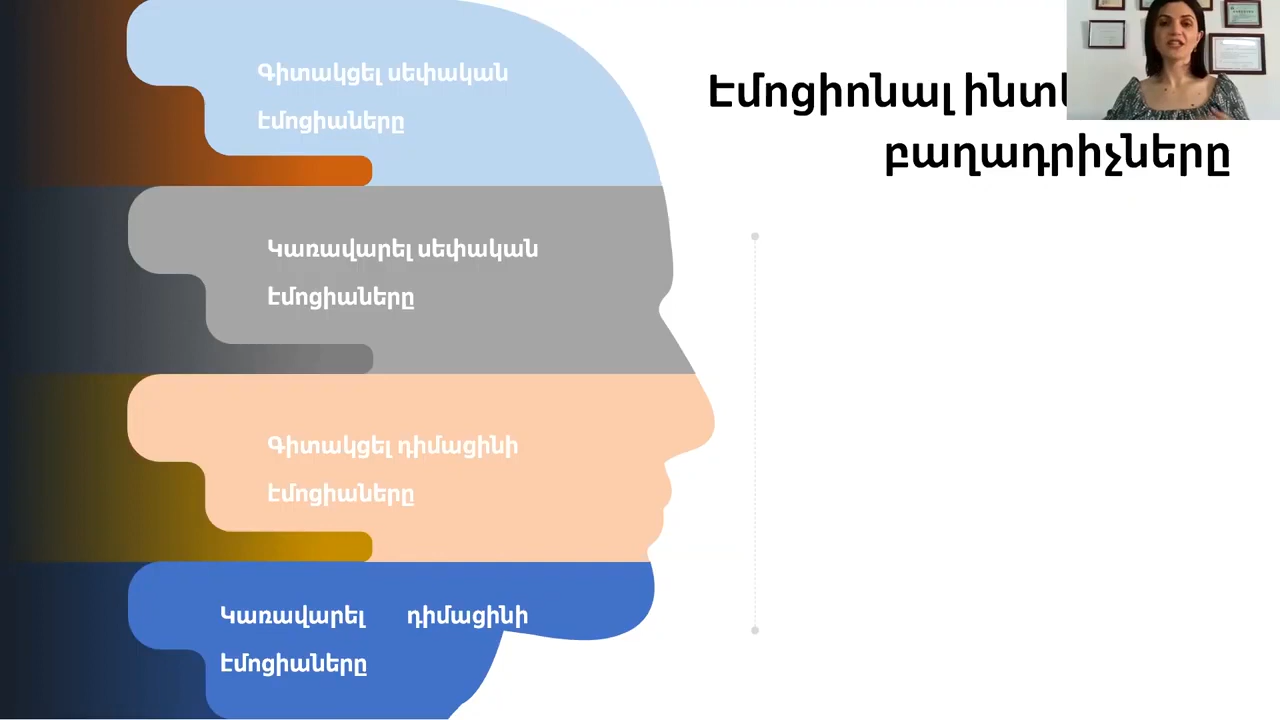 Գիտակցել սեփական
էմոցիաները
Էմոցիոնալ
բաղադրիչները
Կառավարել սեփական
էմոցիաները
Գիտակցել դիմացինի
էմոցիաները
Կառավարել դիմացինի
էմոցիաները